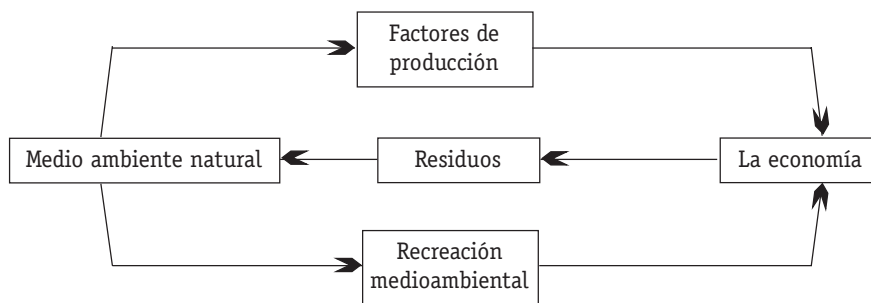 Factores de
producción
Medio ambiente natural
Residuos
La economía
Recreación
medioambiental